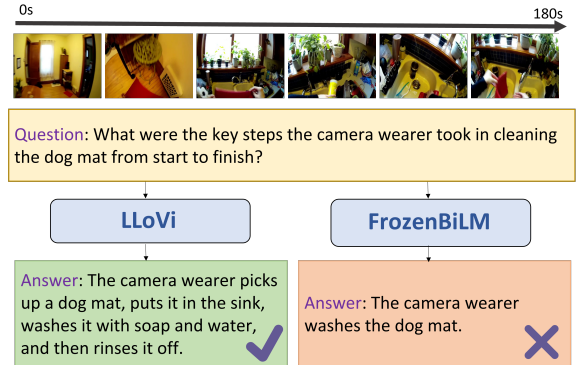 0s
180s
Question: What were the key steps the camera wearer took in cleaning
the dog mat from start to finish?
LLoVi
FrozenBiLM
Answer: The camera wearer picks
up a dog mat, puts it in the sink,
washes it with soap and water,
and then rinses it off.
Answer: The camera wearer
washes the dog mat.